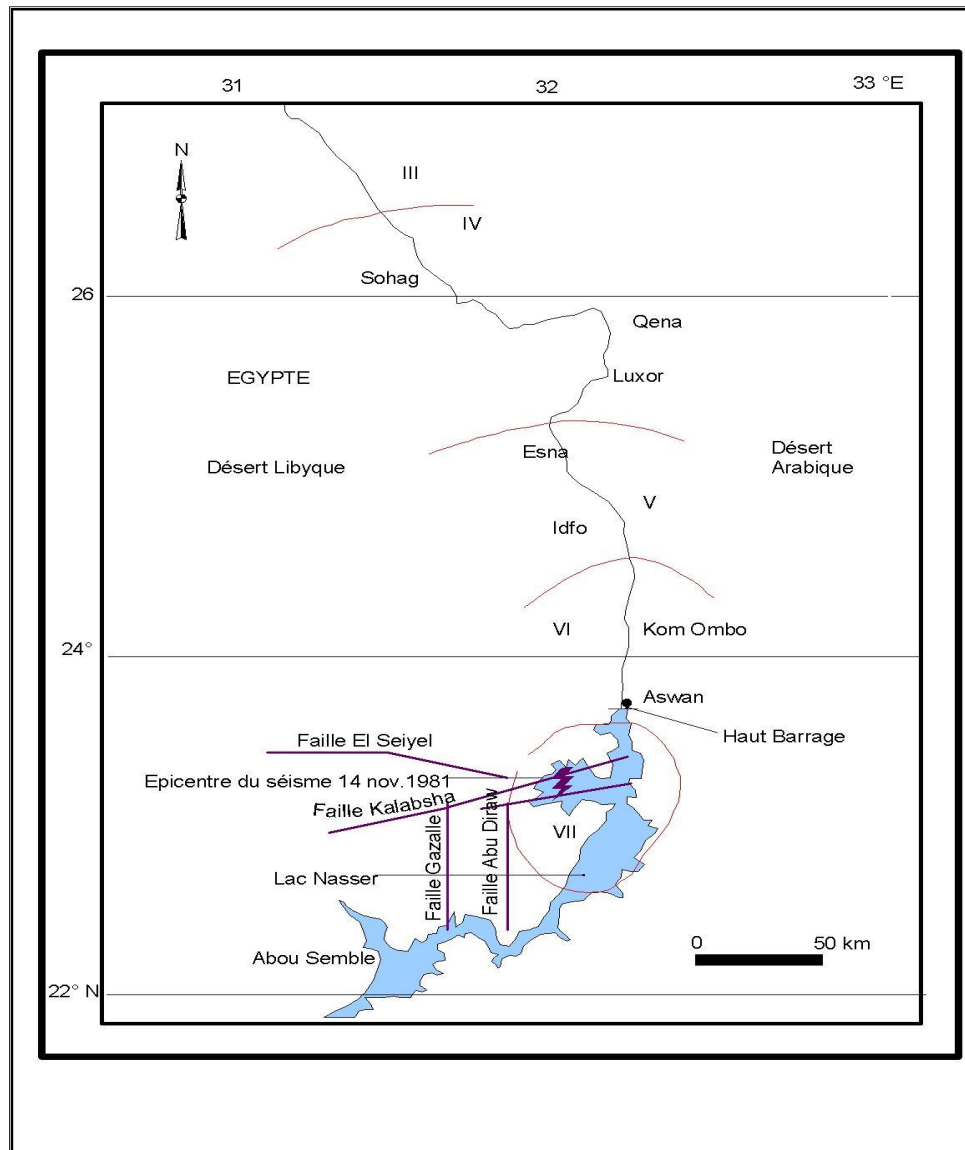 31
32
33 °E
N
III
IV
Sohag
26
Qena
Luxor
EGYPTE
Esna
Désert Libyque
Désert
Arabique
V
Idfo
VI
Kom Ombo
24°
Aswan
Haut Barrage
Faille El Seiyel
Epicentre du séisme 14 nov.1981
Faille Kalabsha
Faille Gazalle
Faille Abu Diraw
VII
Lac Nasser
Abou Semble
0
50 km
22° N